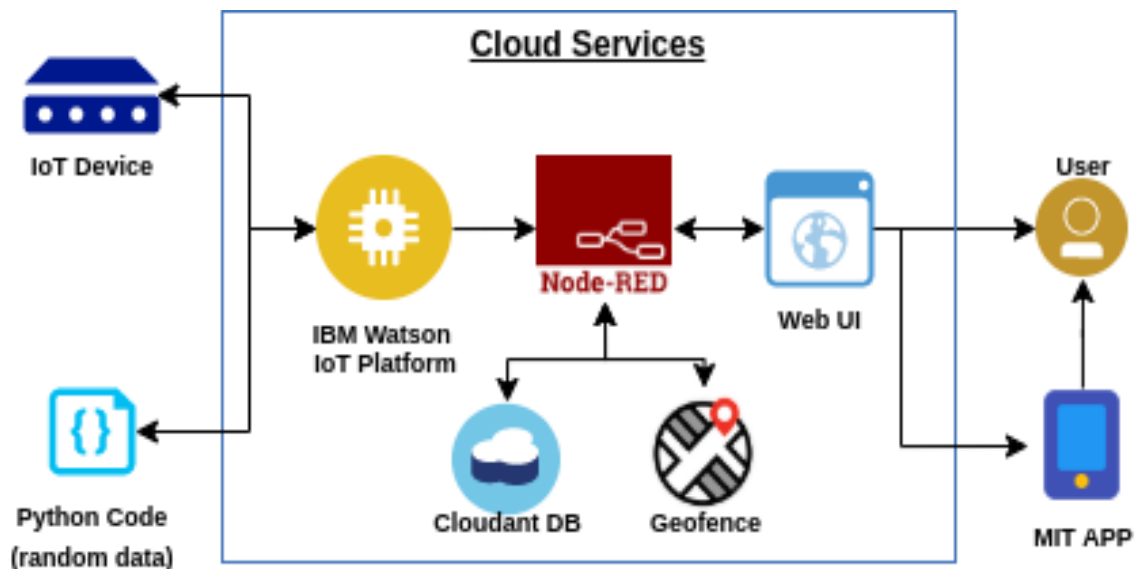 Cloud Services
IoT Device
User
Node-RED
Web UI
IBM Watson
IoT Platform
{}
Python Code
(random data)
Cloudant DB
Geofence
MIT APP